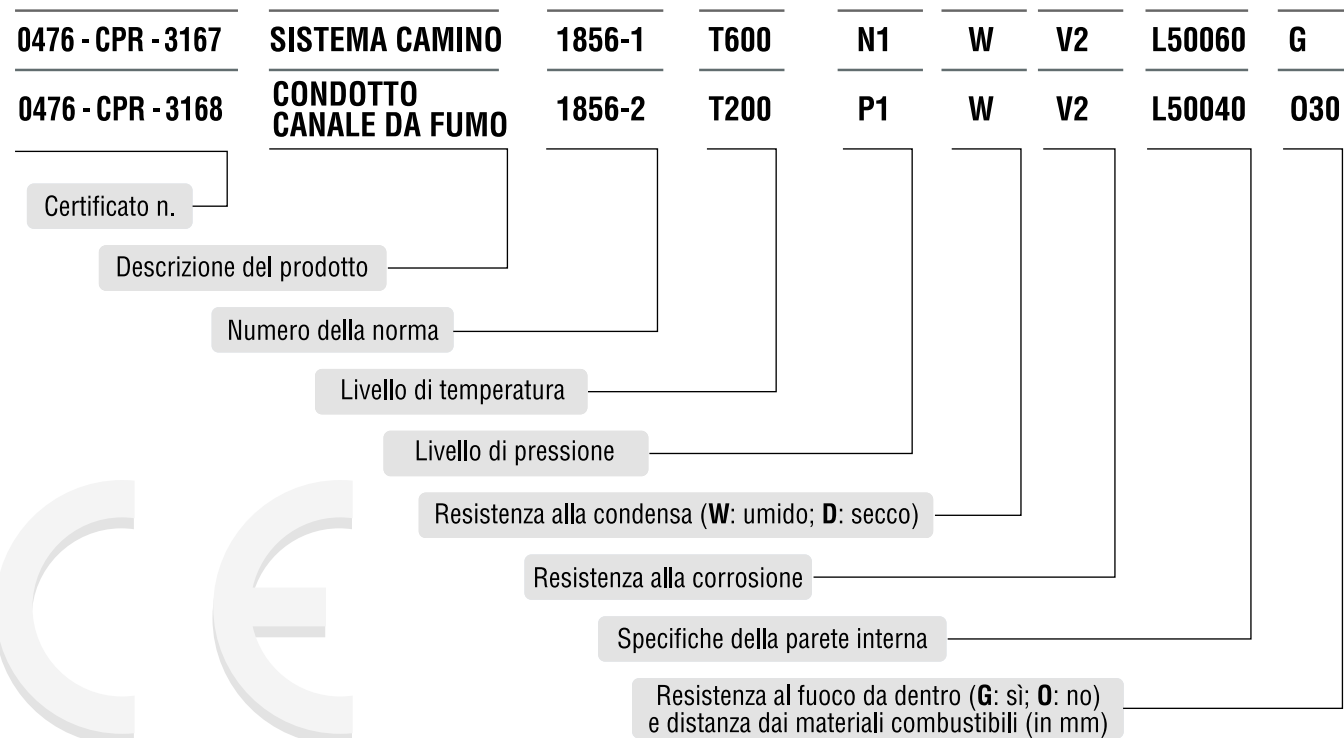 0476 - CPR - 3167 SISTEMA CAMINO 1856-1 T600 N1 W V2 L50060 G
0476 - CPR - 3168 CONDOTTO CANALE DA FUMO 1856-2 T200 P1 W V2 L50040 O30
Certificato n.
Descrizione del prodotto
Numero della norma
Livello di temperatura
Livello di pressione
Resistenza alla condensa (W: umido; D: secco)
Resistenza alla corrosione
Specifiche della parete interna
Resistenza al fuoco da dentro (G: sì; O: no)
e distanza dai materiali combustibili (in mm)
CE